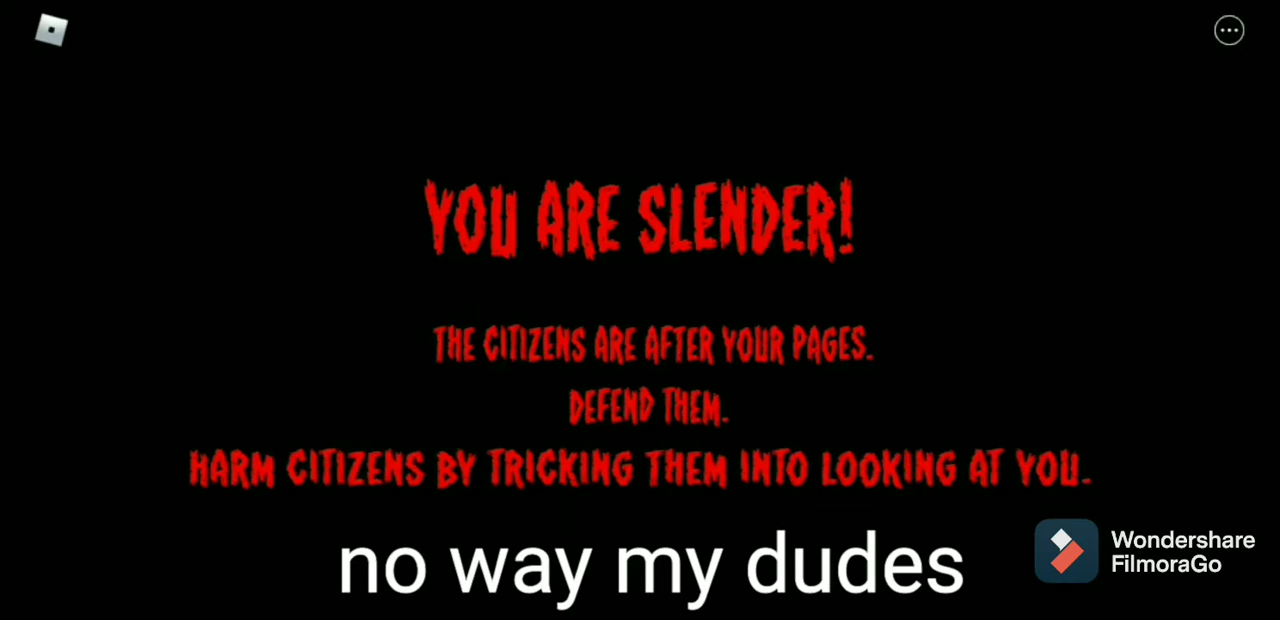 YOU ARE SLENDER!
THE CITIZENS ARE AFTER YOUR PAGES.
DEFEND THEM.
HARM CITIZENS BY TRICKING THEM INTO LOOKING AT YOU.
no way my dudes
Wondershare
FilmoraGo